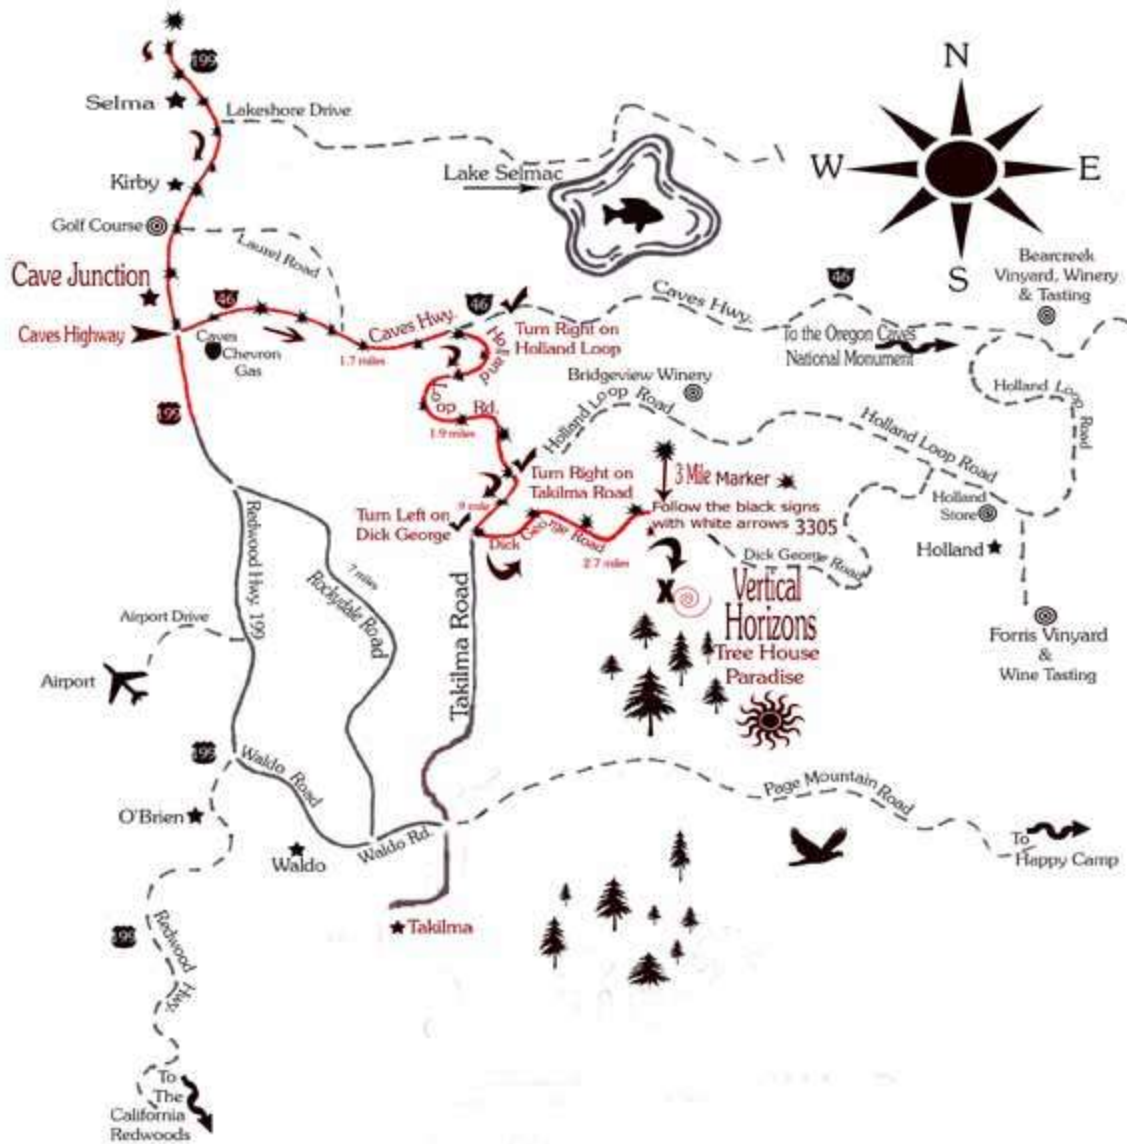 N
199
Selma
Lakeshore Drive
Kirby
Lake Selmac
W
E
Golf Course
Laurel Road
S
Bearcreek
Vinyard, Winery
& Tasting
Cave Junction
46
46
46
Caves Hwy.
Caves Highway
Caves
Chevron
Gas
Caves Hwy.
1.7 miles
Turn Right on
Holland Loop
To the Oregon Caves
National Monument
Holland
Loop Rd.
1.9 miles
Bridgeview Winery
Holland Loop Road
Holland Loop Road
Holland Loop Road
199
Turn Right on
Takilma Road
3 Mile Marker
.9 mile
Turn Left on
Dick George
Follow the black signs
with white arrows 3305
Holland
Store
Holland
Dick George Road
2.7 miles
Dick George Road
Redwood Hwy. 199
7 miles
Rockydale Road
Takilma Road
Vertical
Horizons
Tree House
Paradise
Airport Drive
Airport
Forris Vinyard
&
Wine Tasting
199
Waldo Road
O'Brien
Waldo
Waldo Rd.
Page Mountain Road
To
Happy Camp
Takilma
199
Redwood Hwy.
To
The
California
Redwoods